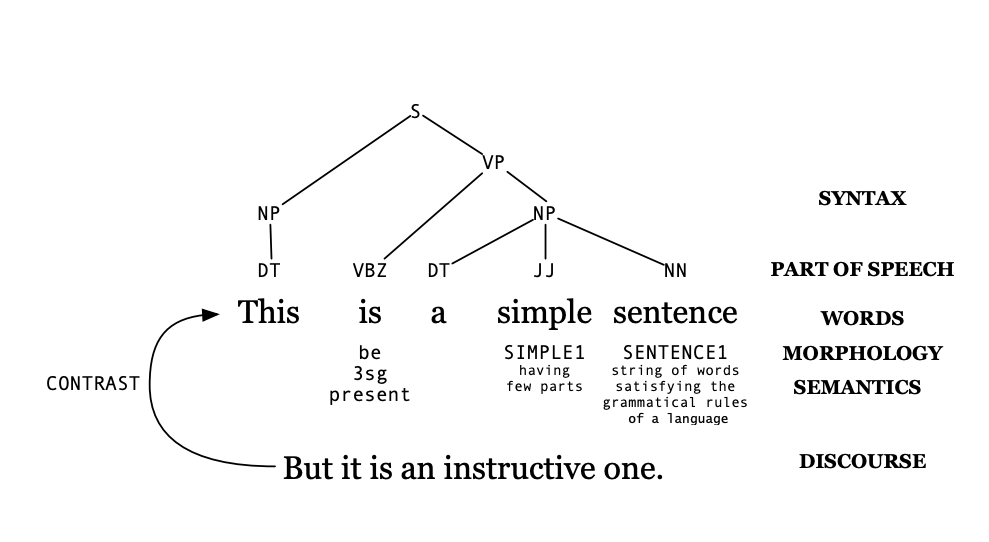 S
VP
NP NP
SYNTAX
DT VBZ DT JJ NN
PART OF SPEECH
This is a simple sentence
WORDS
be SIMPLE1 SENTENCE1
MORPHOLOGY
3sg having string of words
present few parts satisfying the
SEMANTICS
grammatical rules
of a language
CONTRAST
But it is an instructive one.
DISCOURSE